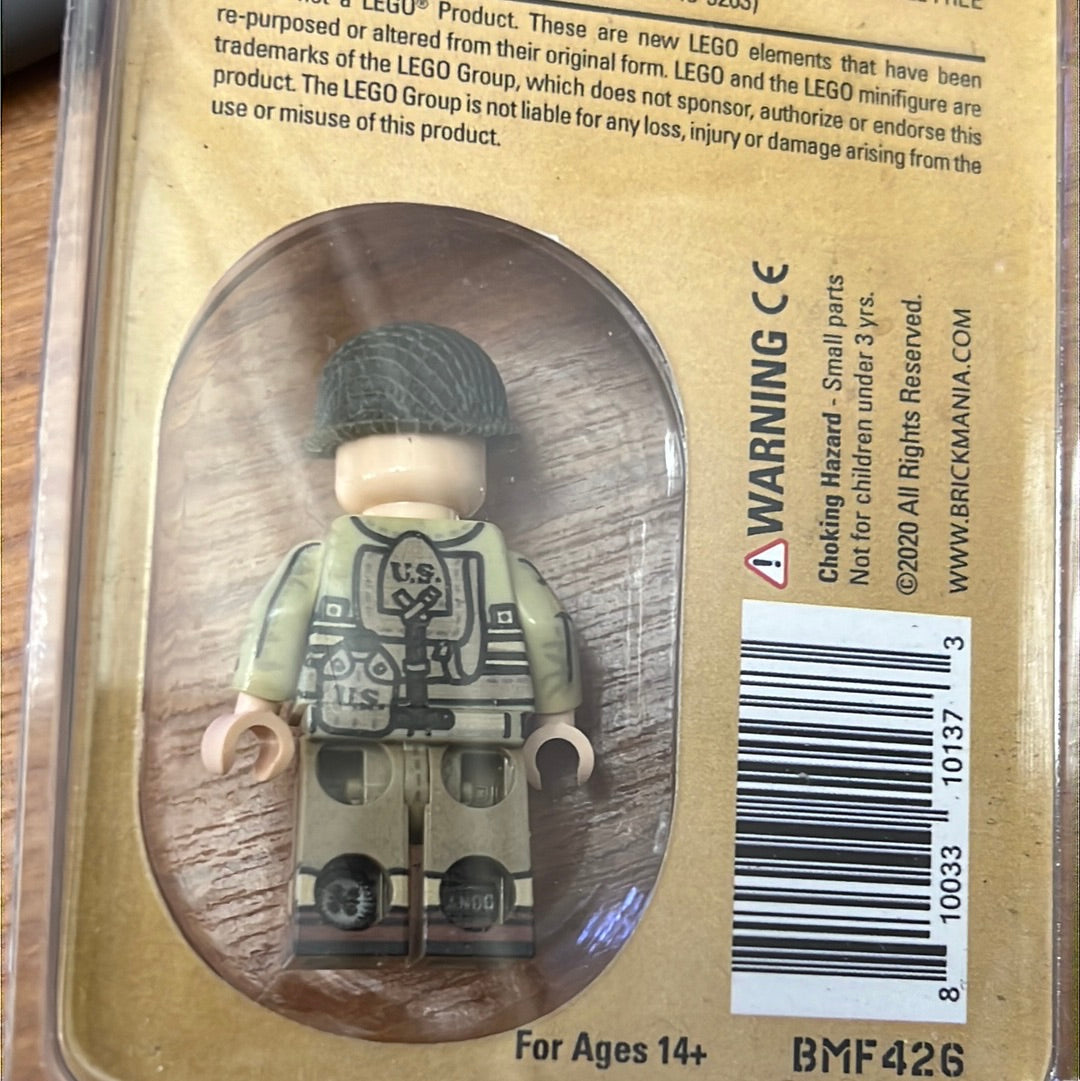 a LEGO® Product. These are new LEGO elements that have been
re-purposed or altered from their original form. LEGO and the LEGO minifigure are
trademarks of the LEGO Group, which does not sponsor, authorize or endorse this
product. The LEGO Group is not liable for any loss, injury or damage arising from the
use or misuse of this product.
U.S.
U.S.
WARNING CE
Choking Hazard - Small parts
Not for children under 3 yrs.
©2020 All Rights Reserved.
WWW.BRICKMANIA.COM
8 10033 10137 3
For Ages 14+
BMF426